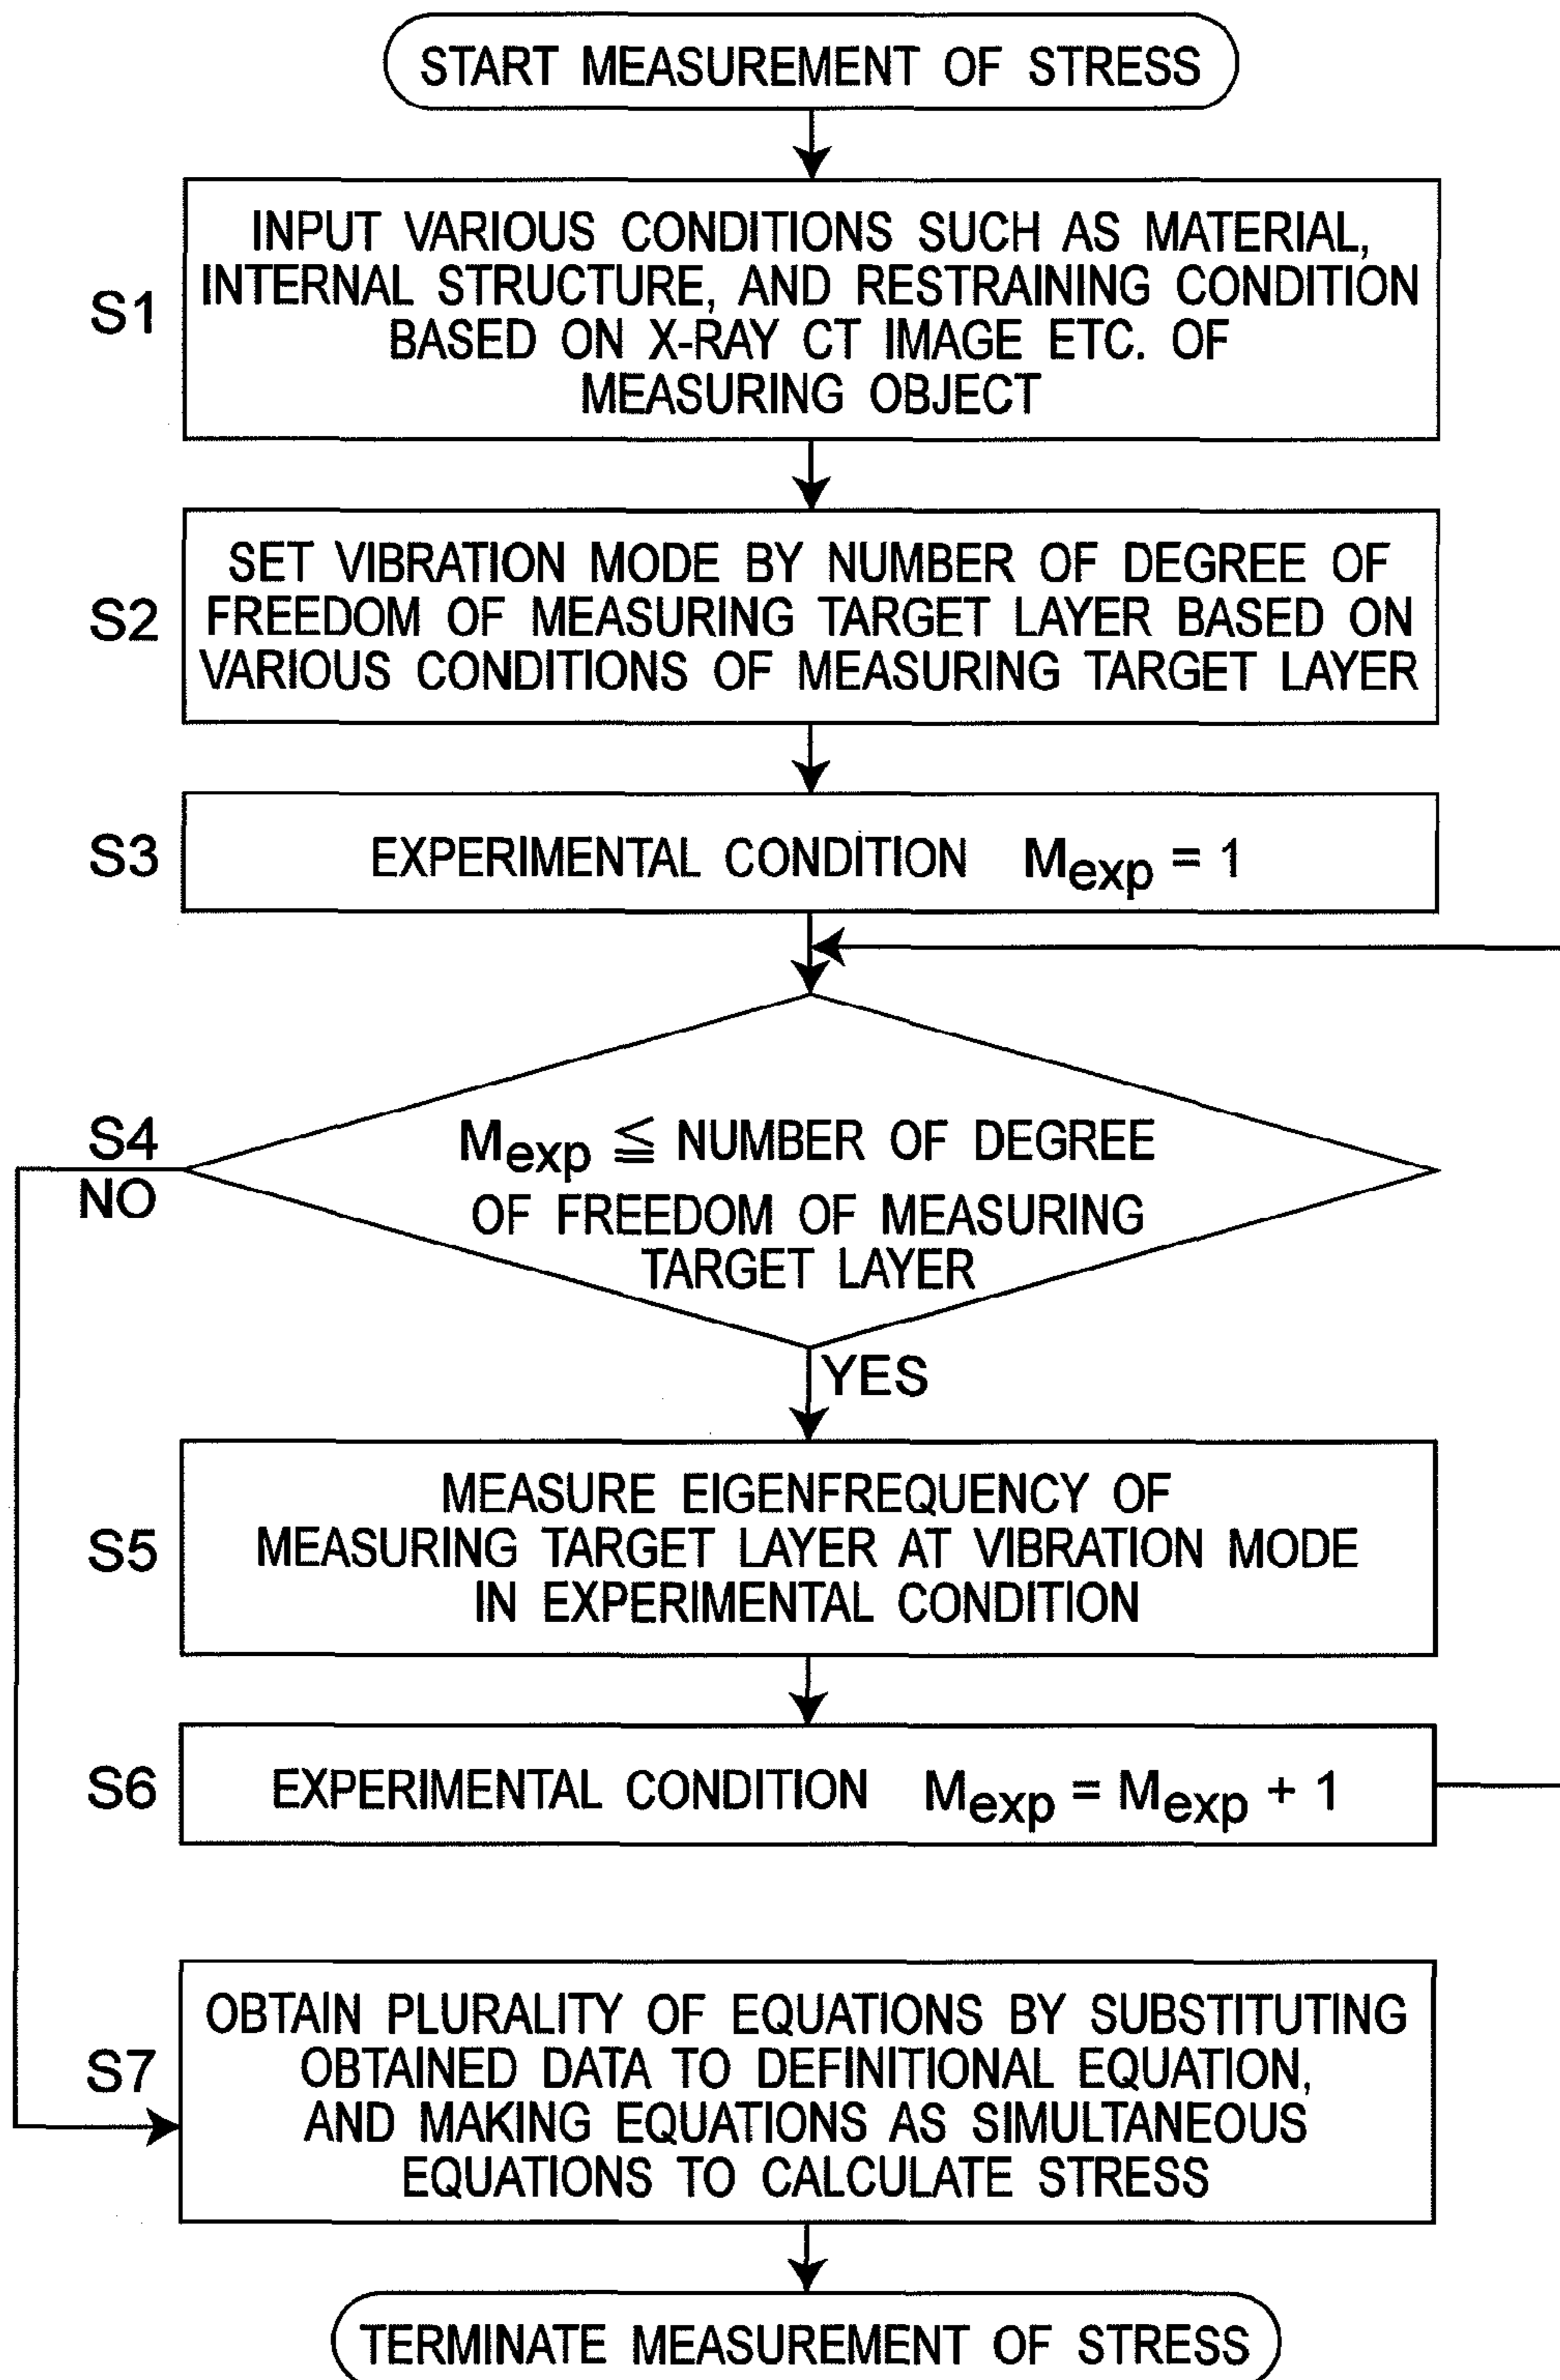 START MEASUREMENT OF STRESS
S1
INPUT VARIOUS CONDITIONS SUCH AS MATERIAL,
INTERNAL STRUCTURE, AND RESTRAINING CONDITION
BASED ON X-RAY CT IMAGE ETC. OF
MEASURING OBJECT
S2
SET VIBRATION MODE BY NUMBER OF DEGREE OF
FREEDOM OF MEASURING TARGET LAYER BASED ON
VARIOUS CONDITIONS OF MEASURING TARGET LAYER
S3
EXPERIMENTAL CONDITION Mexp = 1
S4
NO
Mexp ≦ NUMBER OF DEGREE
OF FREEDOM OF MEASURING
TARGET LAYER
YES
S5
MEASURE EIGENFREQUENCY OF
MEASURING TARGET LAYER AT VIBRATION MODE
IN EXPERIMENTAL CONDITION
S6
EXPERIMENTAL CONDITION Mexp = Mexp + 1
S7
OBTAIN PLURALITY OF EQUATIONS BY SUBSTITUTING
OBTAINED DATA TO DEFINITIONAL EQUATION,
AND MAKING EQUATIONS AS SIMULTANEOUS
EQUATIONS TO CALCULATE STRESS
TERMINATE MEASUREMENT OF STRESS